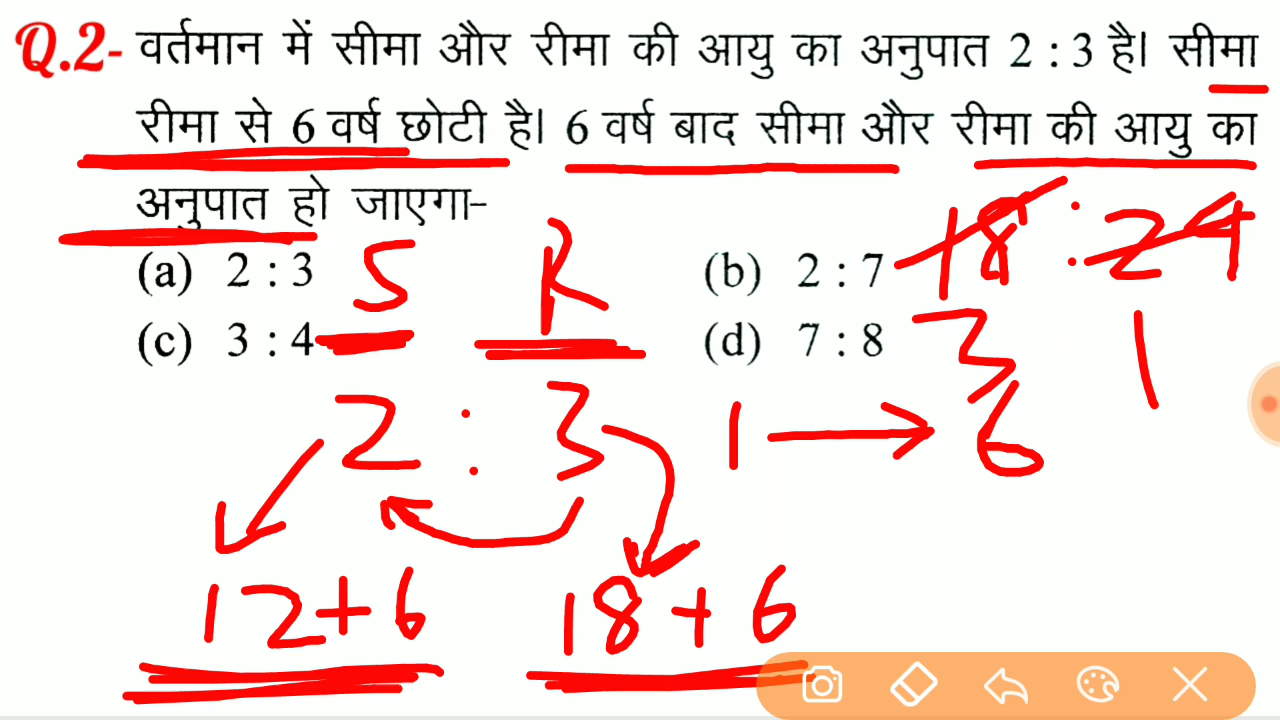 Q.2- वर्तमान में सीमा और रीमा की आयु का अनुपात 2 : 3 है। सीमा
रीमा से 6 वर्ष छोटी है। 6 वर्ष बाद सीमा और रीमा की आयु का
अनुपात हो जाएगा-
18 : 24
(a) 2 : 3
S
R
(b) 2 : 7
(c) 3 : 4
(d) 7 : 8
3
2 : 3
1 → 6
12+6
18+6